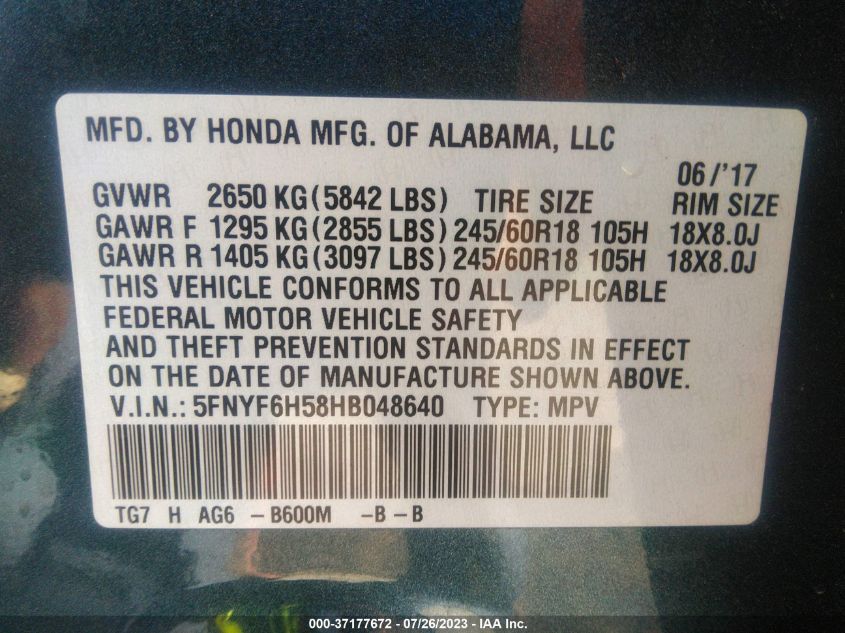 MFD. BY HONDA MFG. OF ALABAMA, LLC
06/'17
GVWR 2650 KG(5842 LBS) TIRE SIZE RIM SIZE
GAWR F 1295 KG(2855 LBS) 245/60R18 105H 18X8.0J
GAWR R 1405 KG(3097 LBS) 245/60R18 105H 18X8.0J
THIS VEHICLE CONFORMS TO ALL APPLICABLE
FEDERAL MOTOR VEHICLE SAFETY
AND THEFT PREVENTION STANDARDS IN EFFECT
ON THE DATE OF MANUFACTURE SHOWN ABOVE.
V.I.N.: 5FNYF6H58HB048640 TYPE: MPV
TG7 H AG6 -B600M -B -B
000-37177672 - 07/26/2023 - IAA Inc.